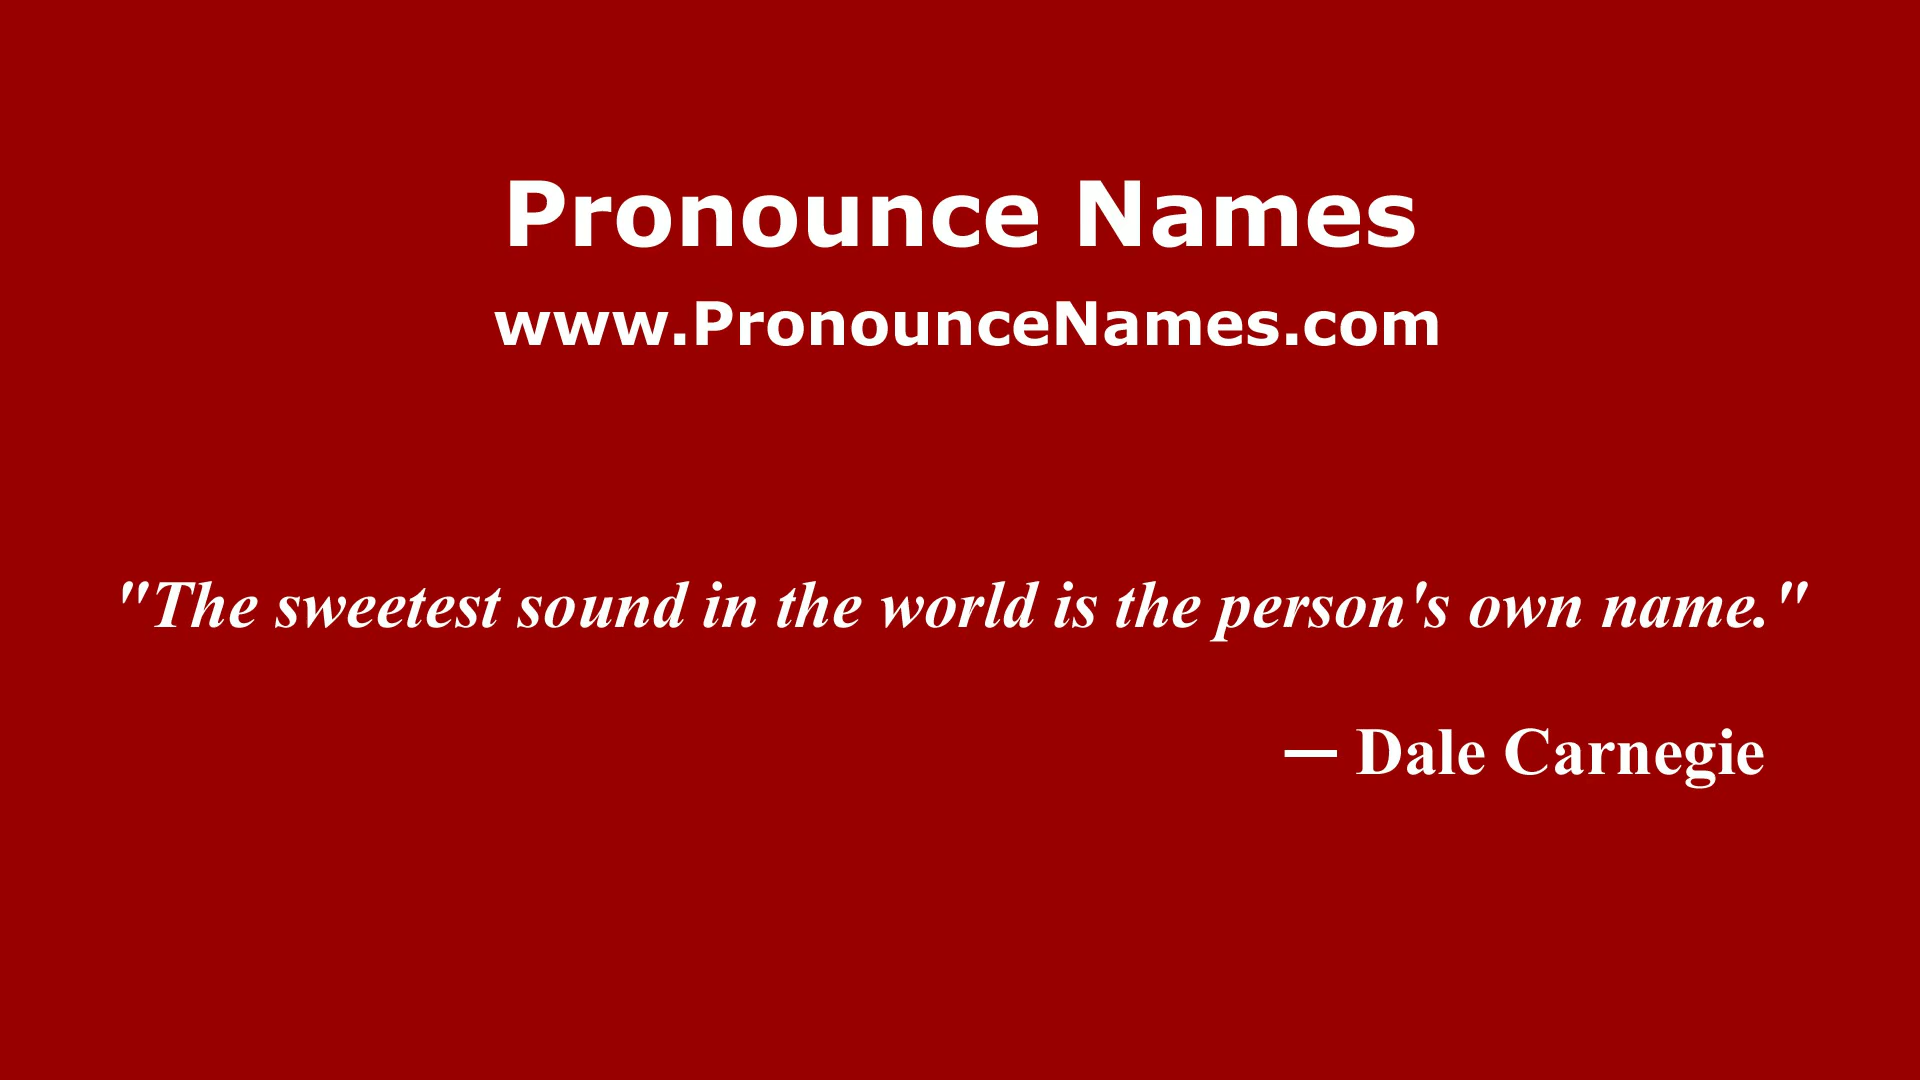 Pronounce Names
www.PronounceNames.com
"The sweetest sound in the world is the person's own name."
— Dale Carnegie